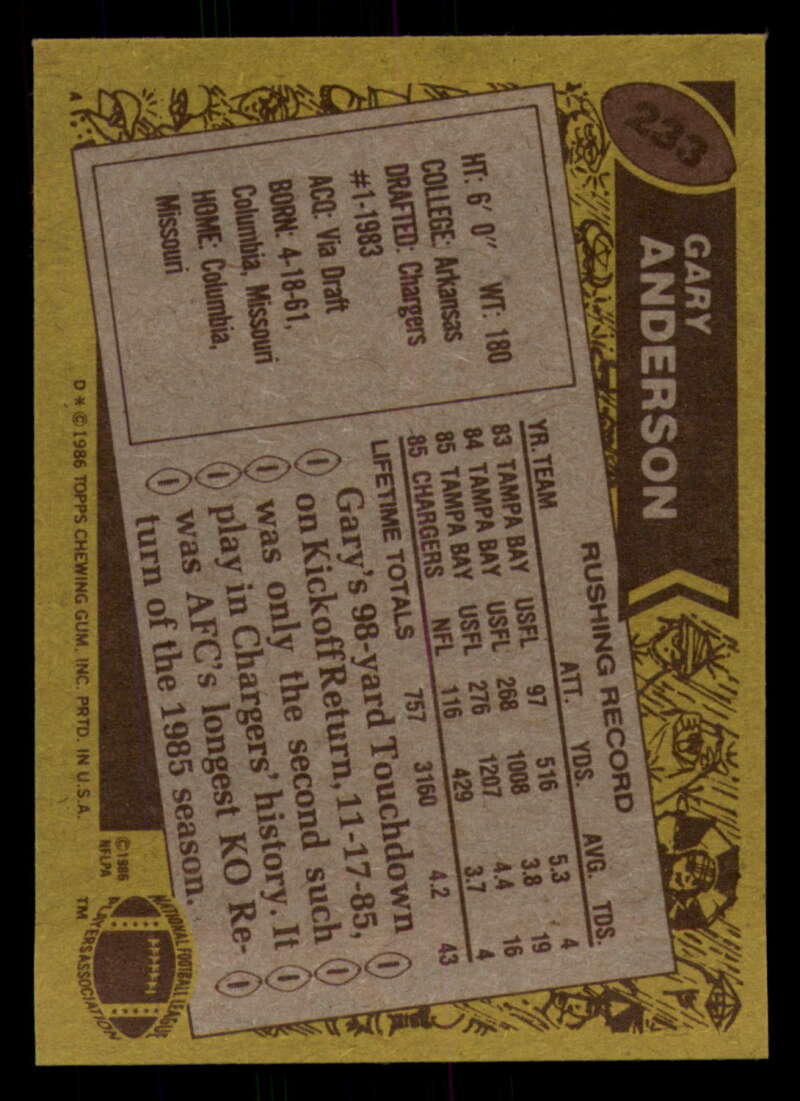 233
GARY
ANDERSON
HT: 6' 0" WT: 180
COLLEGE: Arkansas
DRAFTED: Chargers
#1-1983
ACQ: Via Draft
BORN: 4-18-61,
Columbia, Missouri
HOME: Columbia,
Missouri
RUSHING RECORD
YR. TEAM ATT. YDS. AVG. TDS.
83 TAMPA BAY USFL 97 516 5.3 4
84 TAMPA BAY USFL 268 1008 3.8 19
85 TAMPA BAY USFL 276 1207 4.4 16
85 CHARGERS NFL 116 429 3.7 4
LIFETIME TOTALS 757 3160 4.2 43
Gary's 98-yard Touchdown
on Kickoff Return, 11-17-85,
was only the second such
play in Chargers' history. It
was AFC's longest KO Re-
turn of the 1985 season.
4
D * © 1986 TOPPS CHEWING GUM, INC. PRTD. IN U.S.A.
© 1986
NFLPA
NATIONAL FOOTBALL LEAGUE
PLAYERS ASSOCIATION
TM